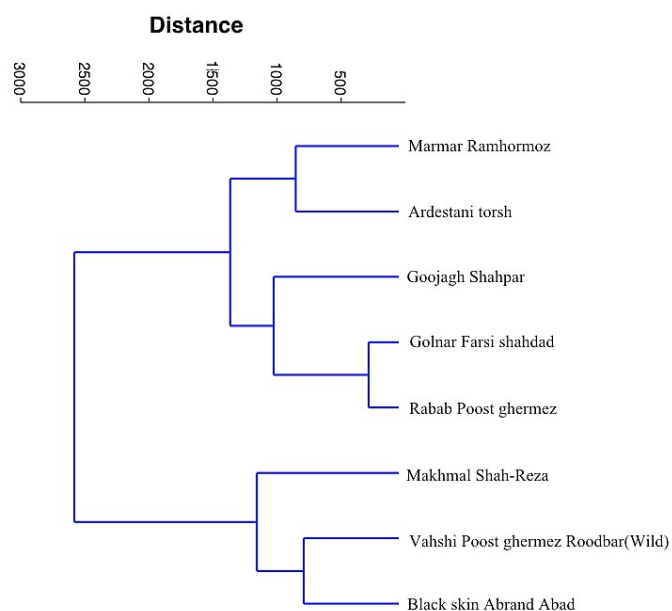 Distance
3000 2500 2000 1500 1000 500
Marmar Ramhormoz
Ardestani torsh
Goojagh Shahpar
Golnar Farsi shahdad
Rabab Poost ghermez
Makhmal Shah-Reza
Vahshi Poost ghermez Roodbar(Wild)
Black skin Abrand Abad